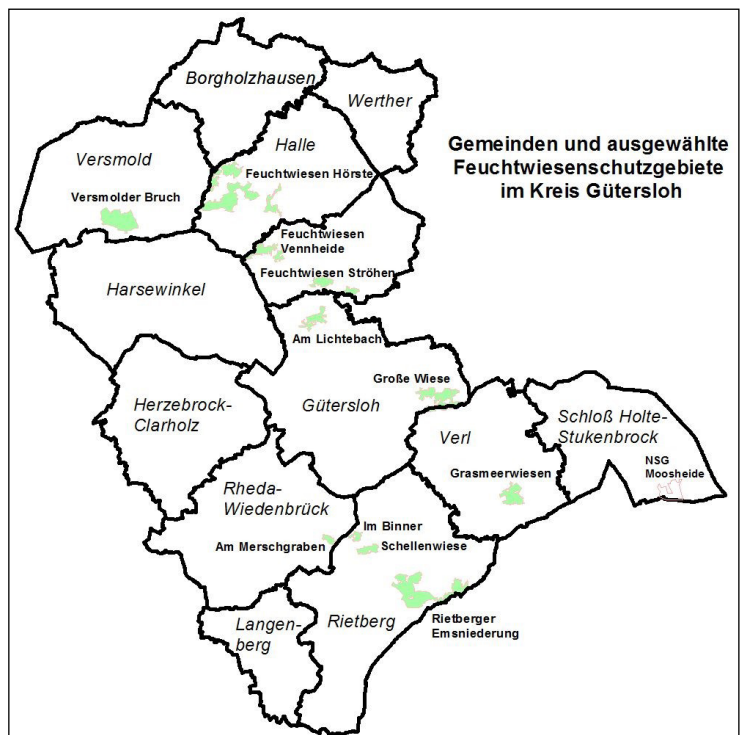 Gemeinden und ausgewählte
Feuchtwiesenschutzgebiete
im Kreis Gütersloh
Borgholzhausen
Werther
Versmold
Halle
Feuchtwiesen Hörste
Versmolder Bruch
Feuchtwiesen
Vennheide
Feuchtwiesen Ströhen
Harsewinkel
Am Lichtebach
Große Wiese
Herzebrock-
Clarholz
Gütersloh
Verl
Schloß Holte-
Stukenbrock
NSG
Moosheide
Grasmeerwiesen
Rheda-
Wiedenbrück
Im Binner
Am Merschgraben
Schellenwiese
Langen-
berg
Rietberg
Rietberger
Emsniederung